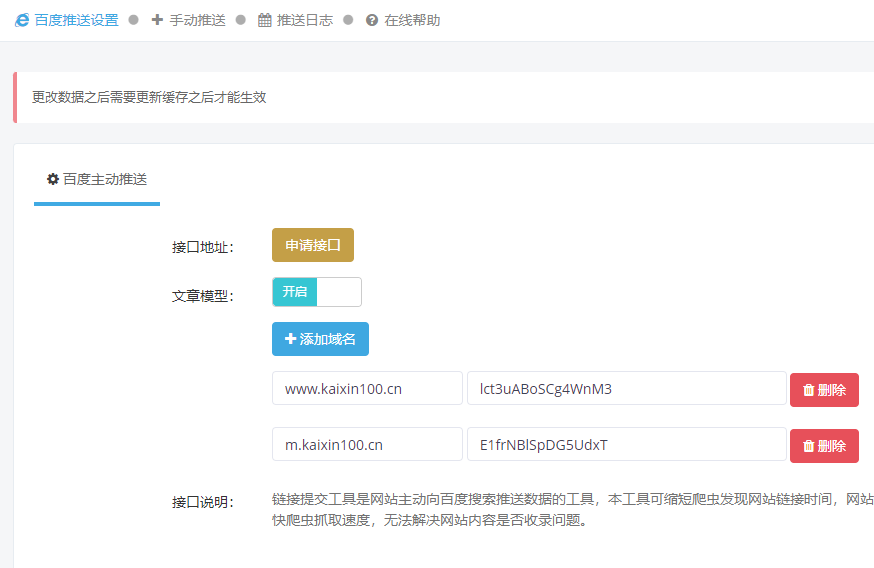 百度推送设置 手动推送 推送日志 在线帮助
更改数据之后需要更新缓存之后才能生效
百度主动推送
接口地址： 申请接口
文章模型： 开启
添加域名
www.kaixin100.cn lct3uABoSCg4WnM3 删除
m.kaixin100.cn E1frNBlSpDG5UdxT 删除
接口说明： 链接提交工具是网站主动向百度搜索推送数据的工具，本工具可缩短爬虫发现网站链接时间，网站
快爬虫抓取速度，无法解决网站内容是否收录问题。